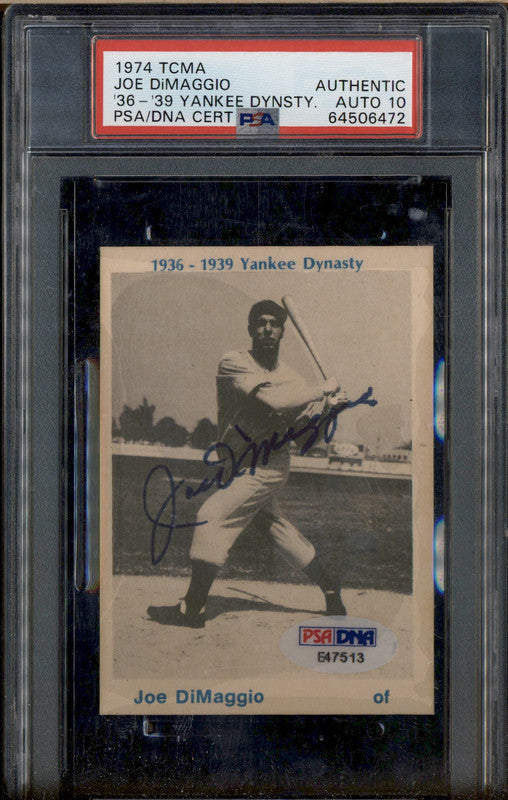 1974 TCMA
JOE DiMAGGIO AUTHENTIC
'36 - '39 YANKEE DYNSTY. AUTO 10
PSA/DNA CERT PSA 64506472
1936 - 1939 Yankee Dynasty
Joe DiMaggio
PSA DNA
E47513
Joe DiMaggio of